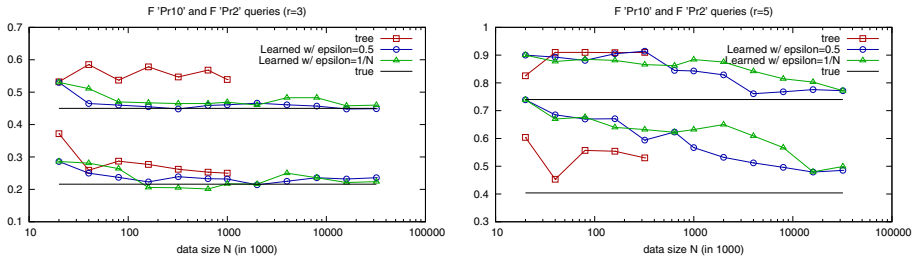 F 'Pr10' and F 'Pr2' queries (r=3)
0.7
0.6
0.5
0.4
0.3
0.2
0.1
tree
Learned w/ epsilon=0.5
Learned w/ epsilon=1/N
true
10 100 1000 10000 100000
data size N (in 1000)
F 'Pr10' and F 'Pr2' queries (r=5)
1
0.9
0.8
0.7
0.6
0.5
0.4
0.3
tree
Learned w/ epsilon=0.5
Learned w/ epsilon=1/N
true
10 100 1000 10000 100000
data size N (in 1000)